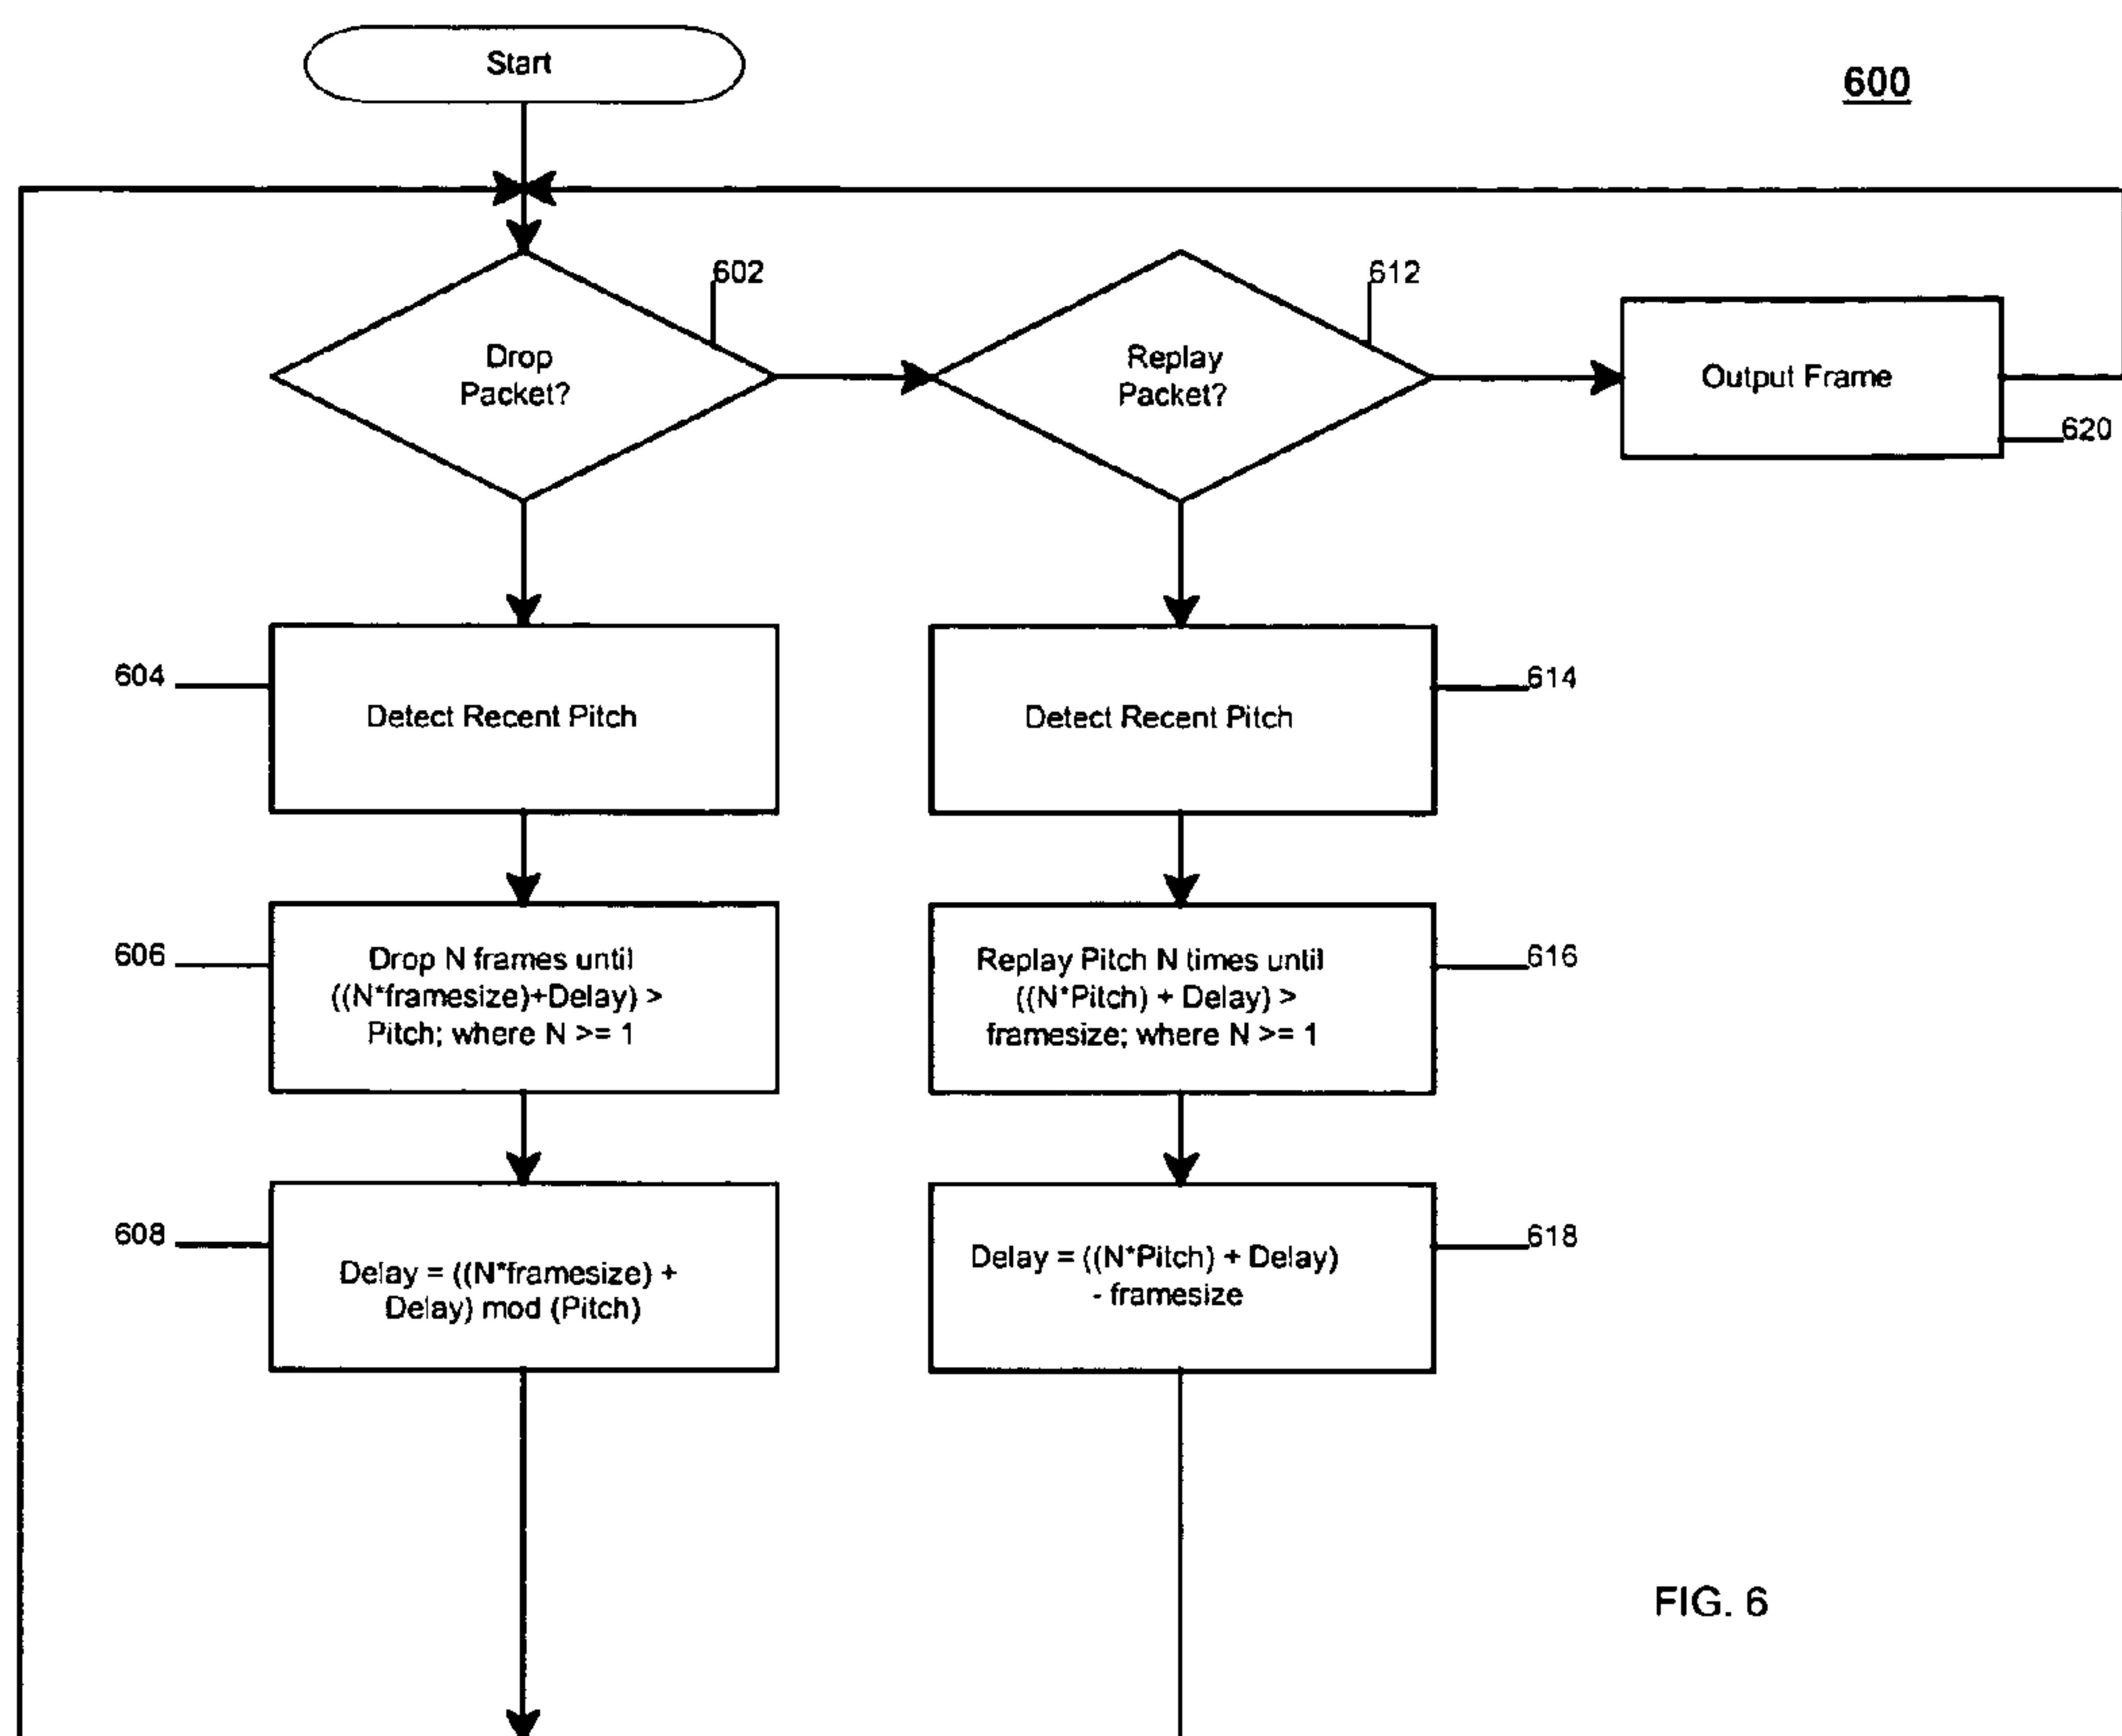 Start
600
602
612
Drop
Packet?
Replay
Packet?
Output Frame
620
604
Detect Recent Pitch
Detect Recent Pitch
614
606
Drop N frames until
((N*framesize)+Delay) >
Pitch; where N >= 1
Replay Pitch N times until
((N*Pitch) + Delay) >
framesize; where N >= 1
616
608
Delay = ((N*framesize) +
Delay) mod (Pitch)
Delay = ((N*Pitch) + Delay)
- framesize
618
FIG. 6